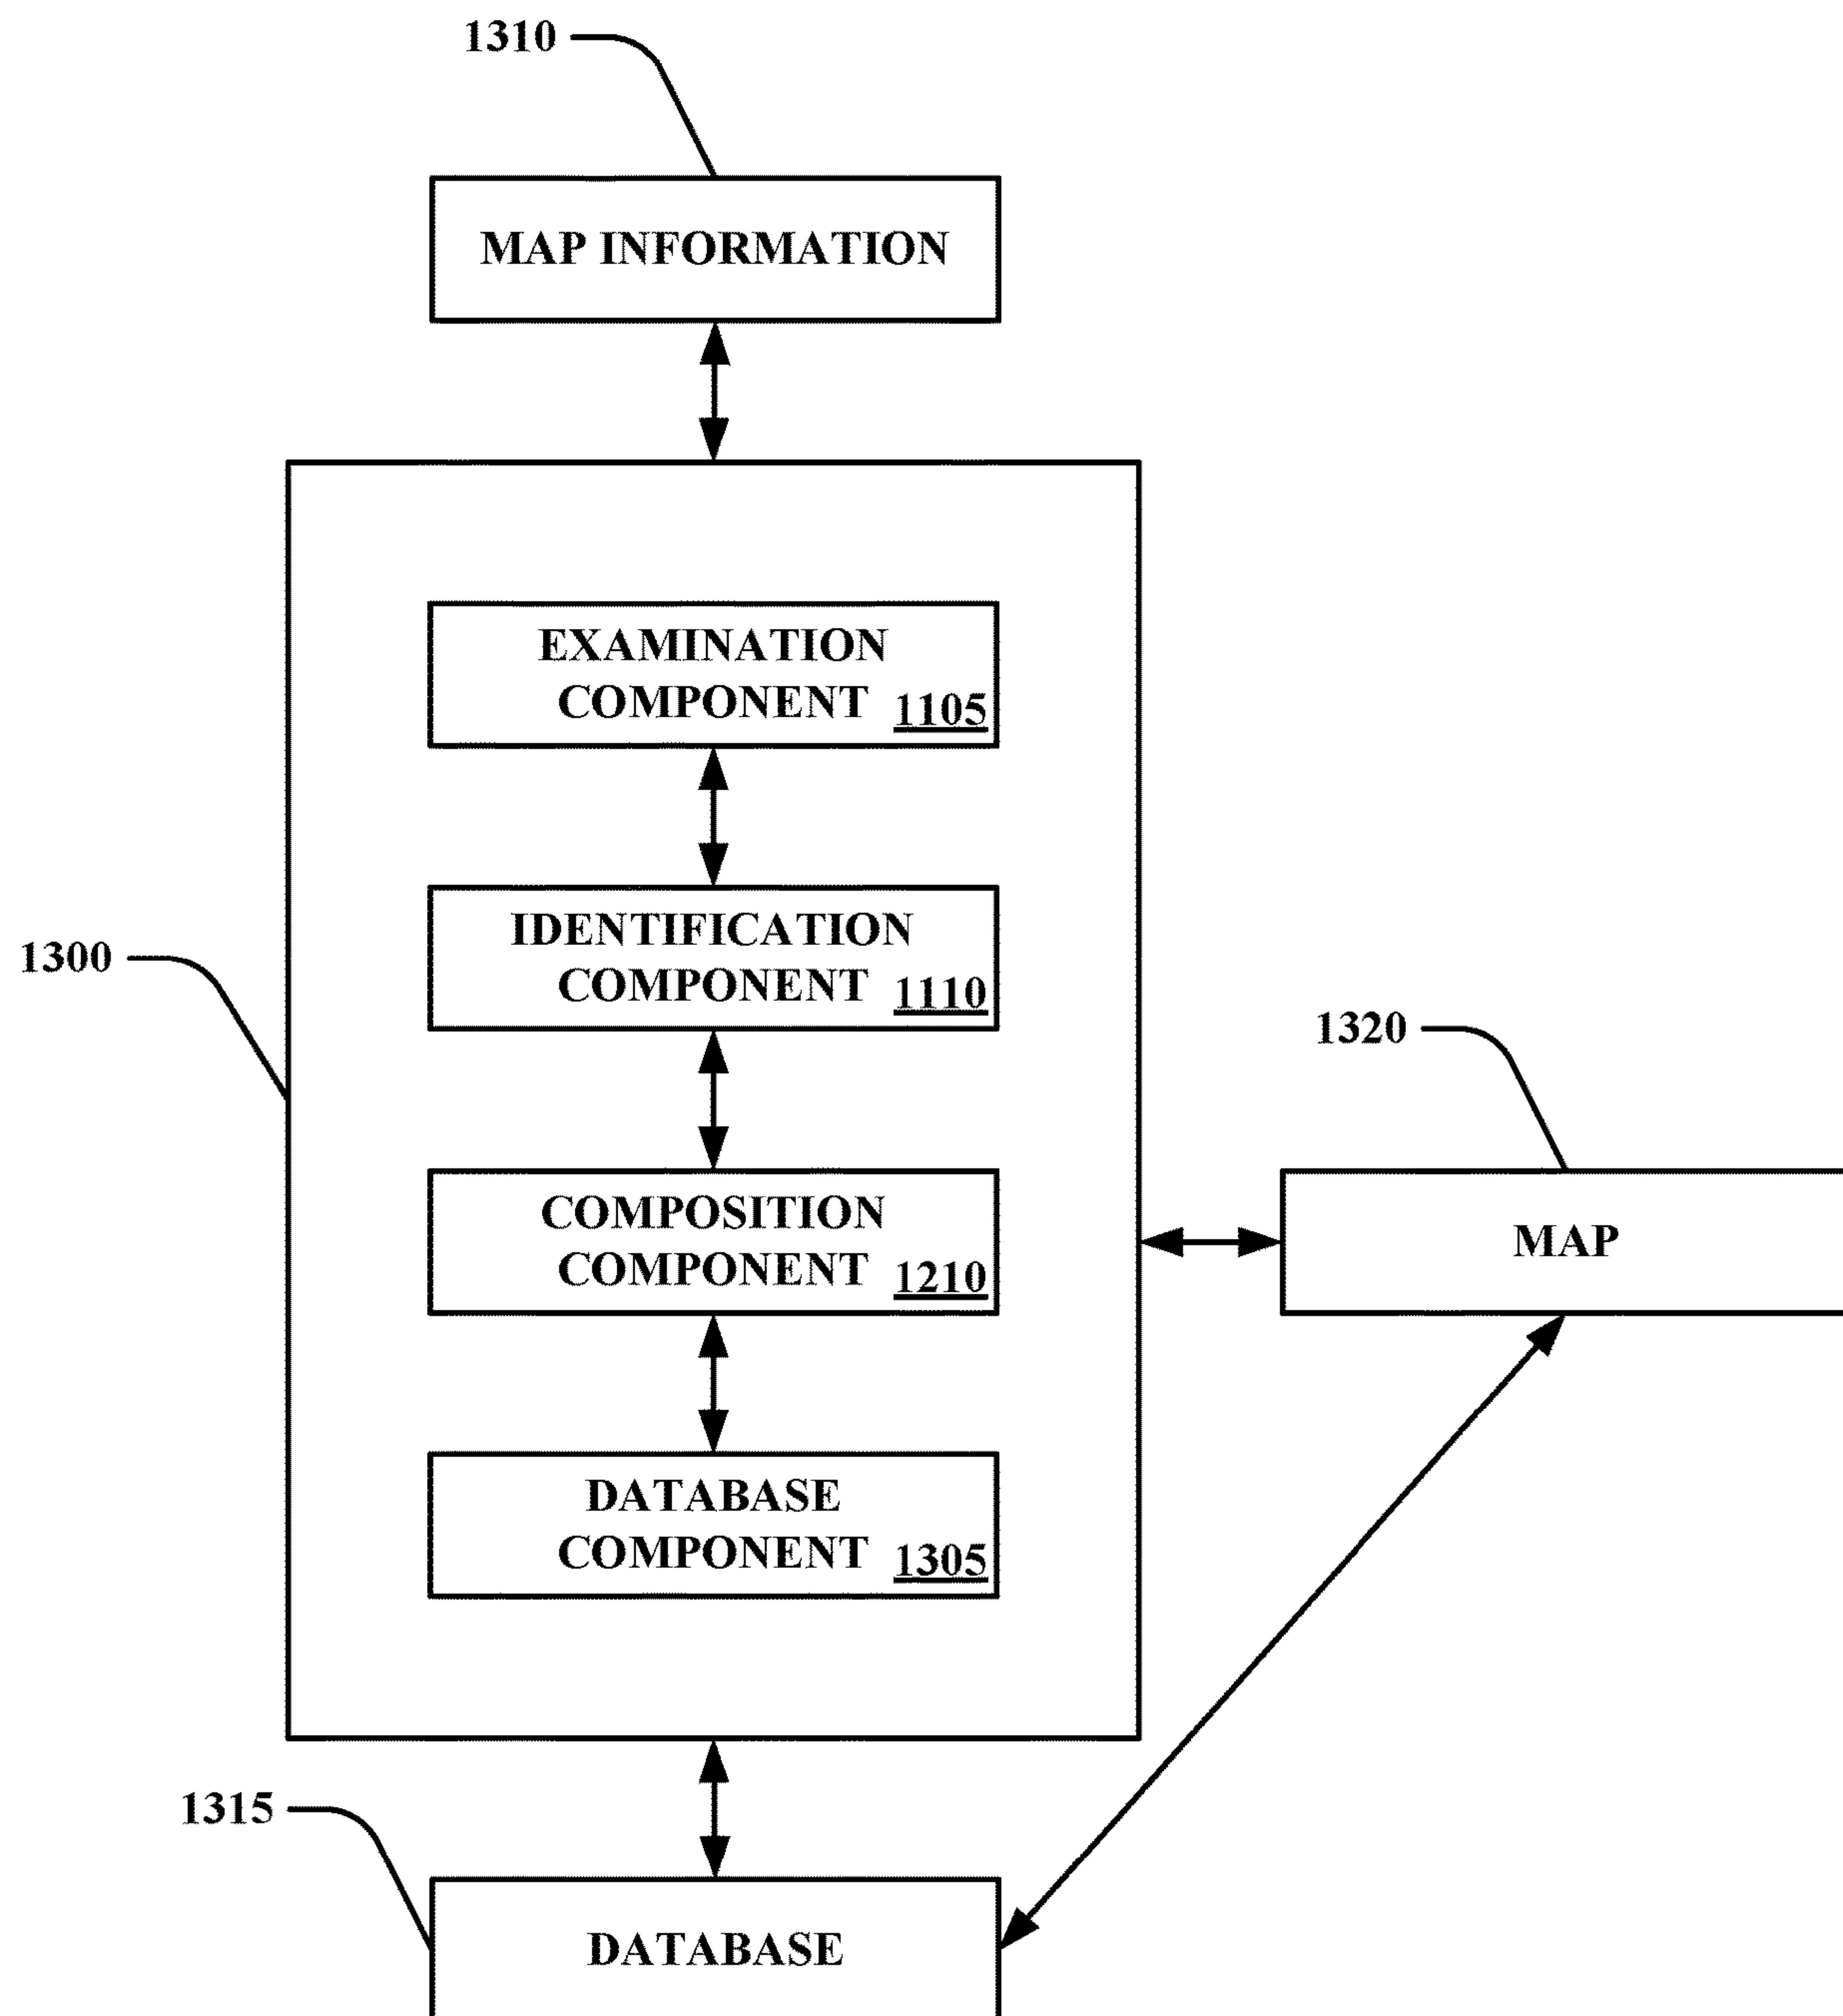 1310
MAP INFORMATION
EXAMINATION
COMPONENT 1105
IDENTIFICATION
COMPONENT 1110
1300
1320
COMPOSITION
COMPONENT 1210
MAP
DATABASE
COMPONENT 1305
1315
DATABASE